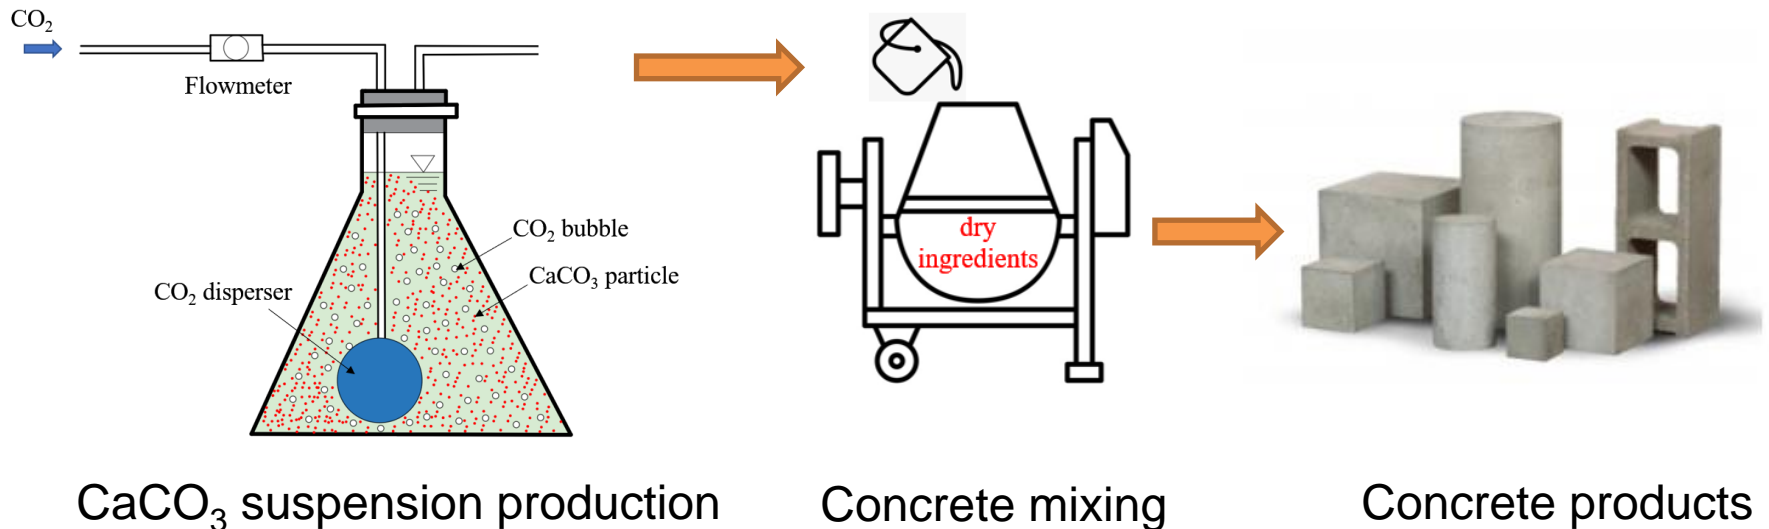 CO₂
Flowmeter
CO₂ bubble
CaCO₃ particle
CO₂ disperser
dry
ingredients
CaCO₃ suspension production
Concrete mixing
Concrete products